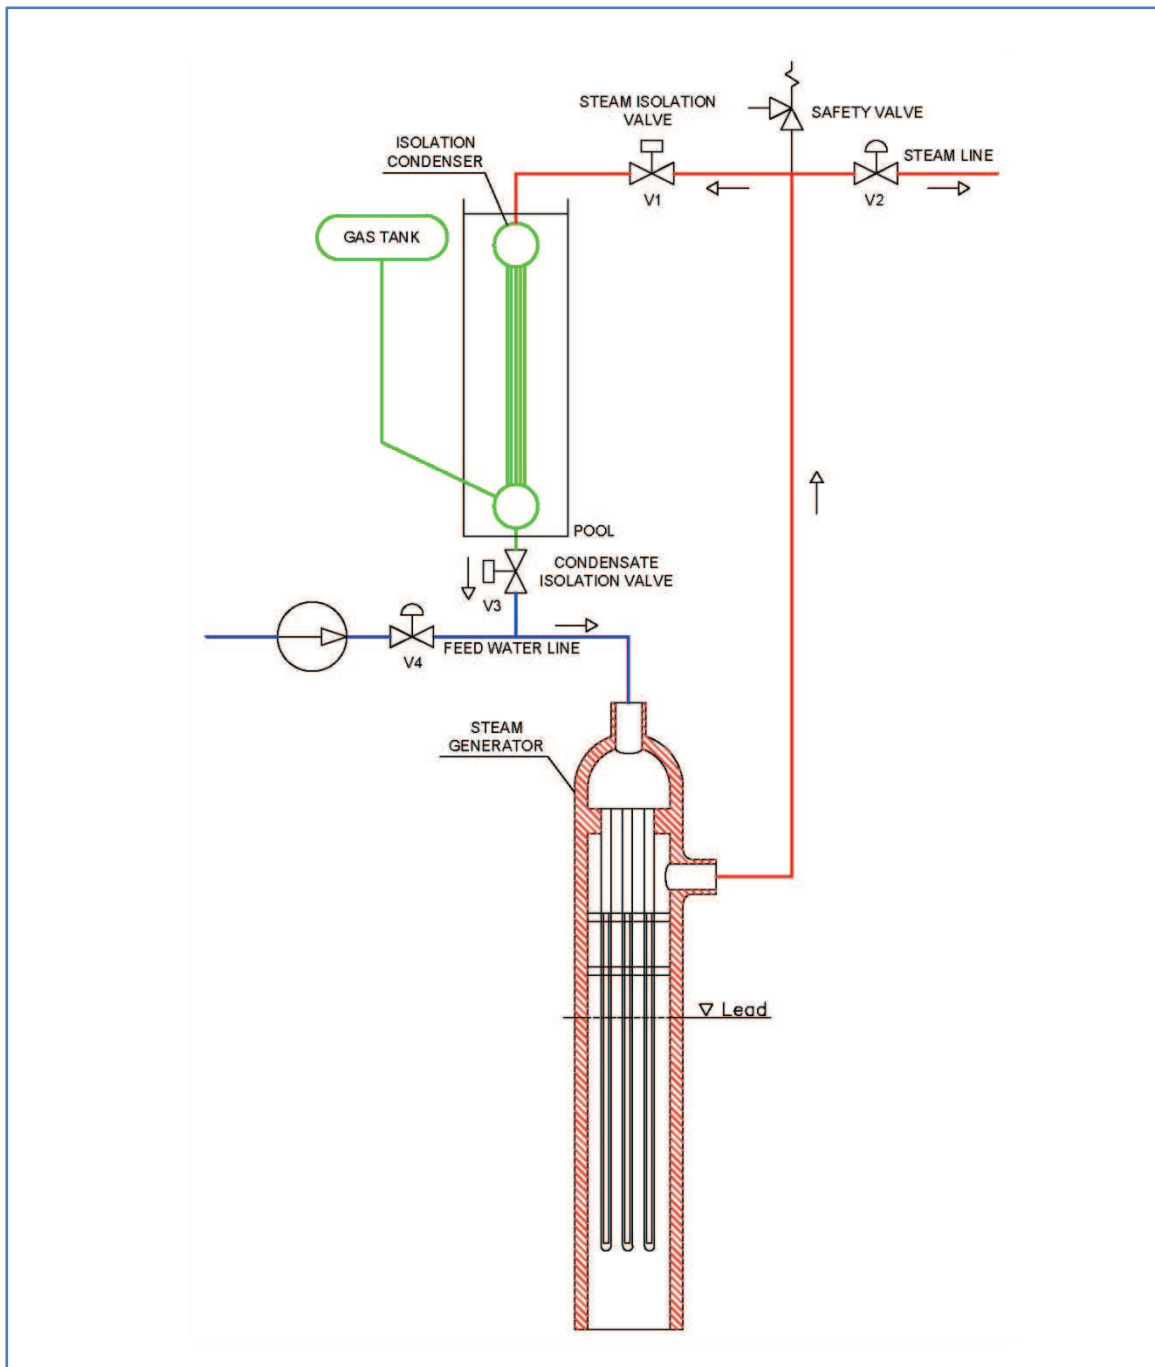 STEAM ISOLATION
VALVE
SAFETY VALVE
ISOLATION
CONDENSER
STEAM LINE
V1
V2
GAS TANK
POOL
CONDENSATE
ISOLATION VALVE
V3
FEED WATER LINE
V4
STEAM
GENERATOR
Lead